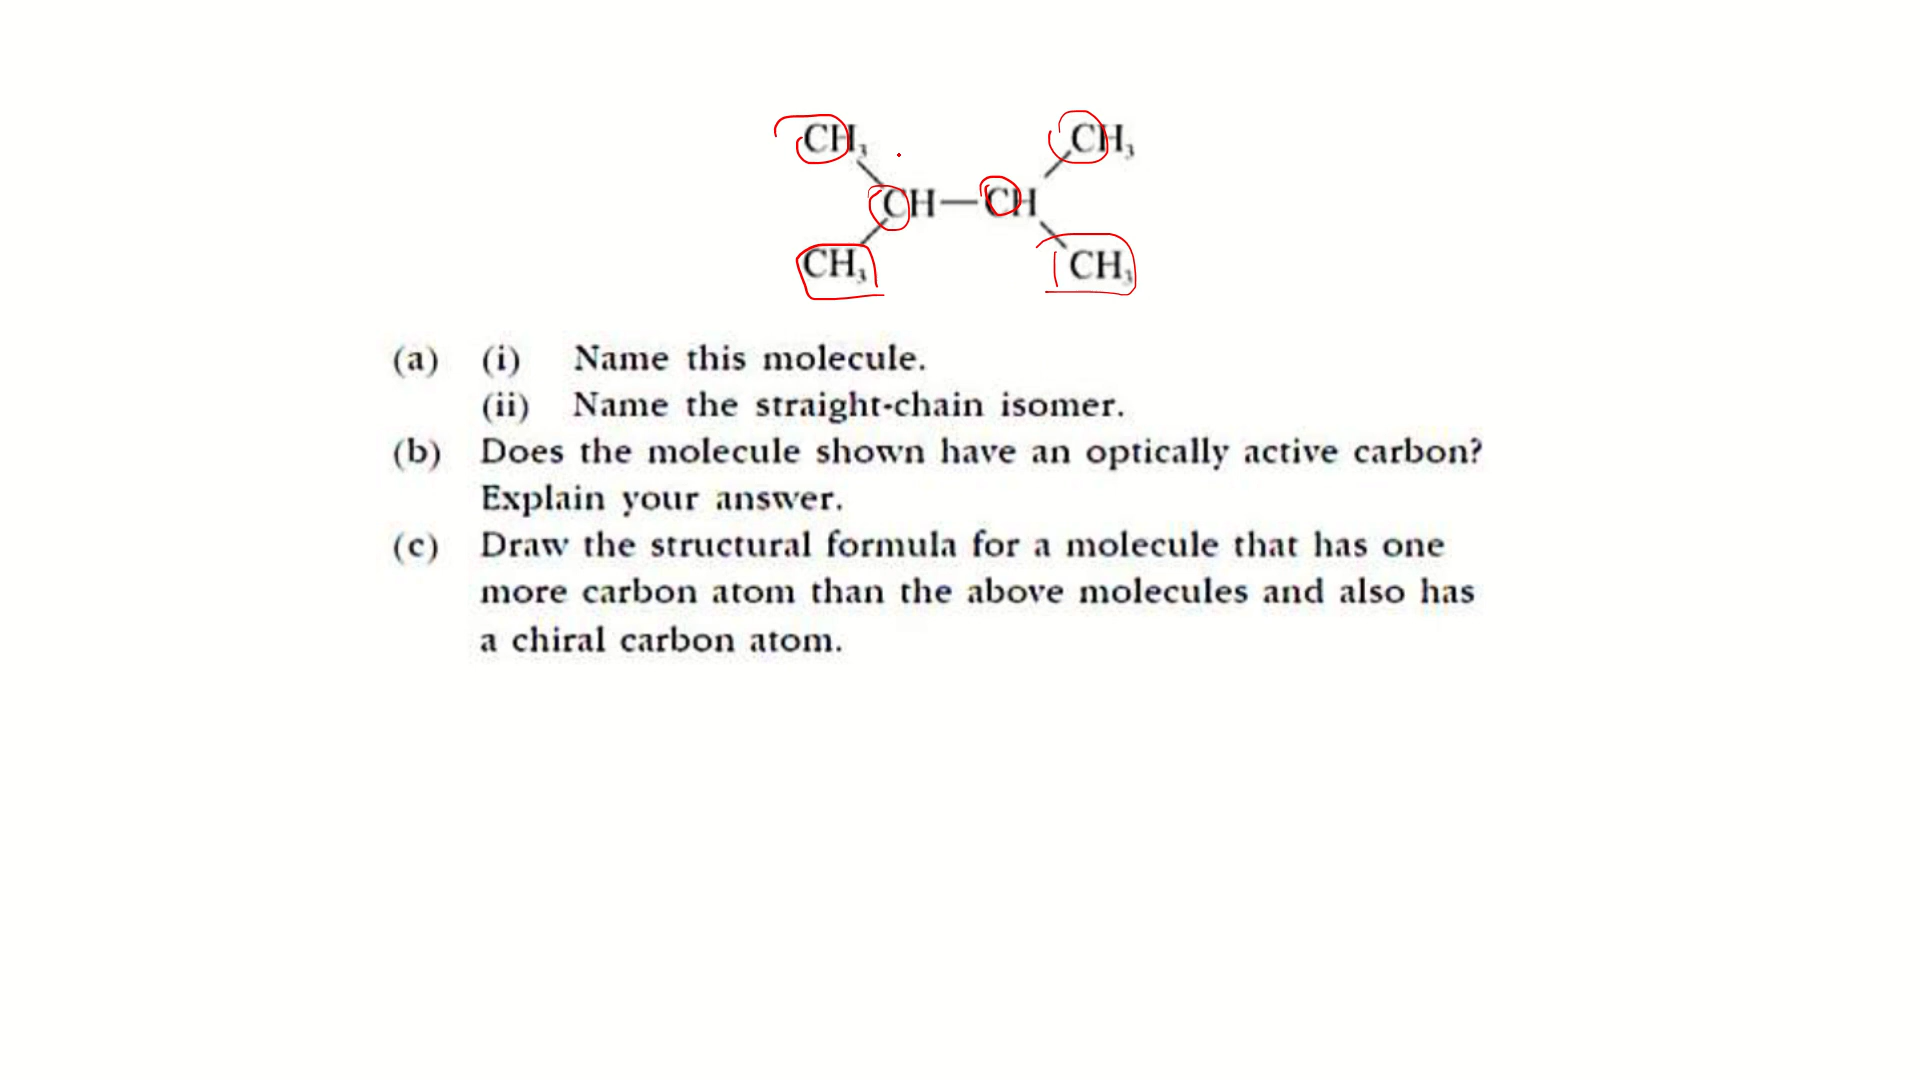 CH₃ CH₃
CH—CH
CH₃ CH₃
(a) (i) Name this molecule.
(ii) Name the straight-chain isomer.
(b) Does the molecule shown have an optically active carbon?
Explain your answer.
(c) Draw the structural formula for a molecule that has one
more carbon atom than the above molecules and also has
a chiral carbon atom.